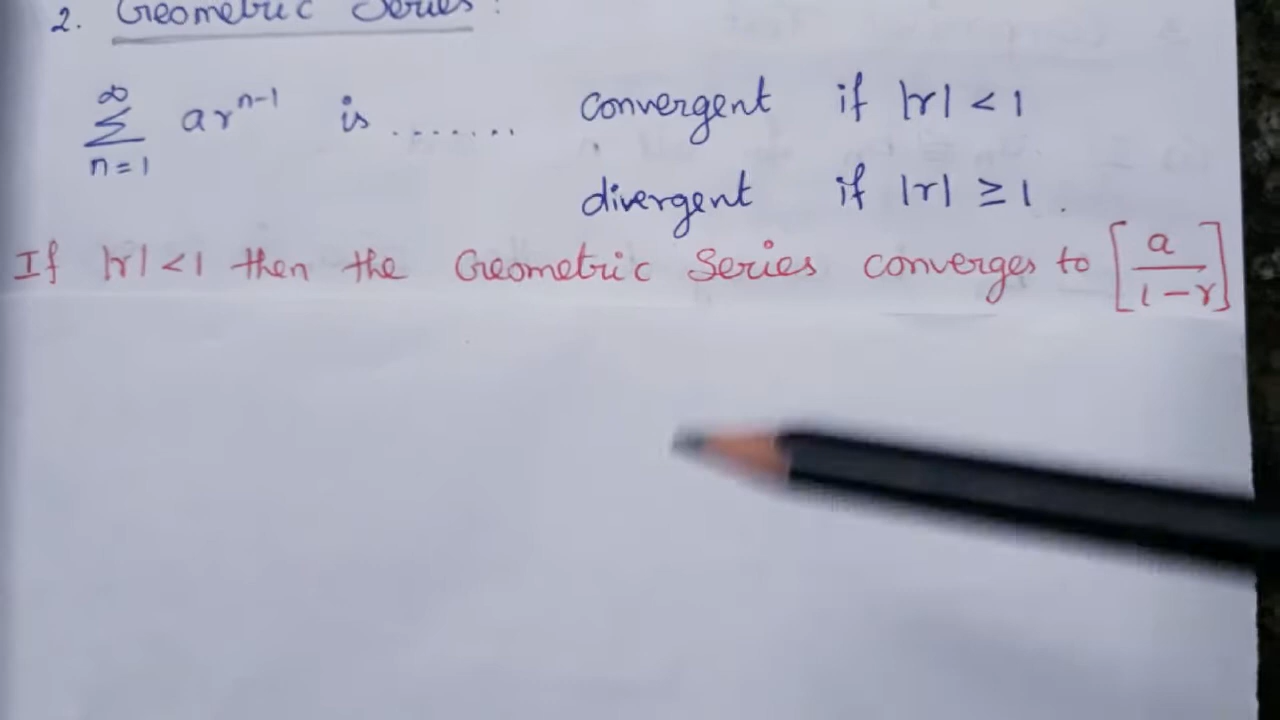 2. Geometric Series :
∞
∑ ar^{n-1} is ....... convergent if |r| < 1
n=1
divergent if |r| ≥ 1 .
If |r| < 1 then the Geometric Series converges to [a/(1-r)]